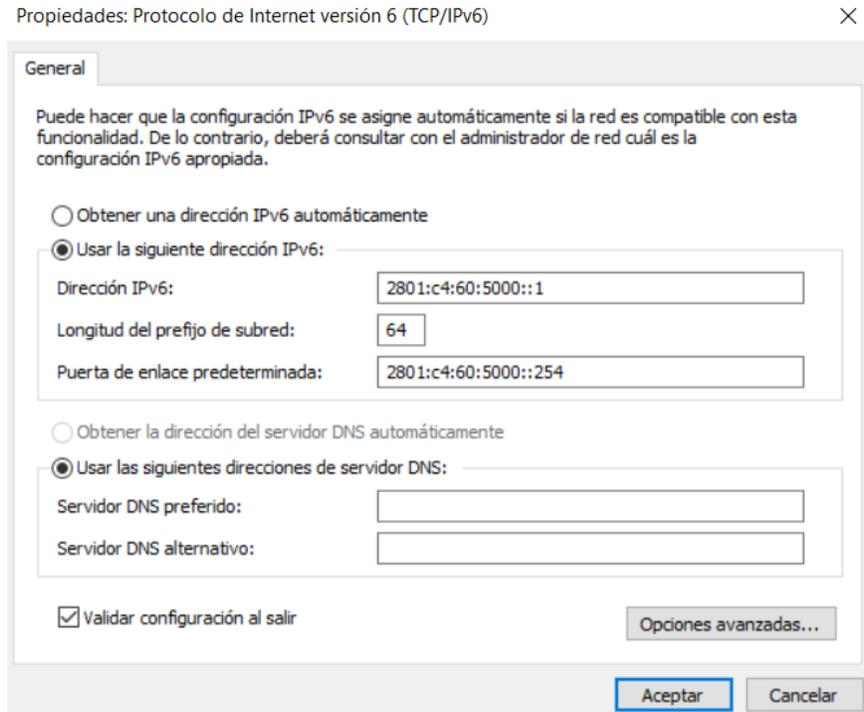 Propiedades: Protocolo de Internet versión 6 (TCP/IPv6)
General
Puede hacer que la configuración IPv6 se asigne automáticamente si la red es compatible con esta
funcionalidad. De lo contrario, deberá consultar con el administrador de red cuál es la
configuración IPv6 apropiada.
Obtener una dirección IPv6 automáticamente
Usar la siguiente dirección IPv6:
Dirección IPv6: 2801:c4:60:5000::1
Longitud del prefijo de subred: 64
Puerta de enlace predeterminada: 2801:c4:60:5000::254
Obtener la dirección del servidor DNS automáticamente
Usar las siguientes direcciones de servidor DNS:
Servidor DNS preferido:
Servidor DNS alternativo:
Validar configuración al salir
Opciones avanzadas...
Aceptar Cancelar